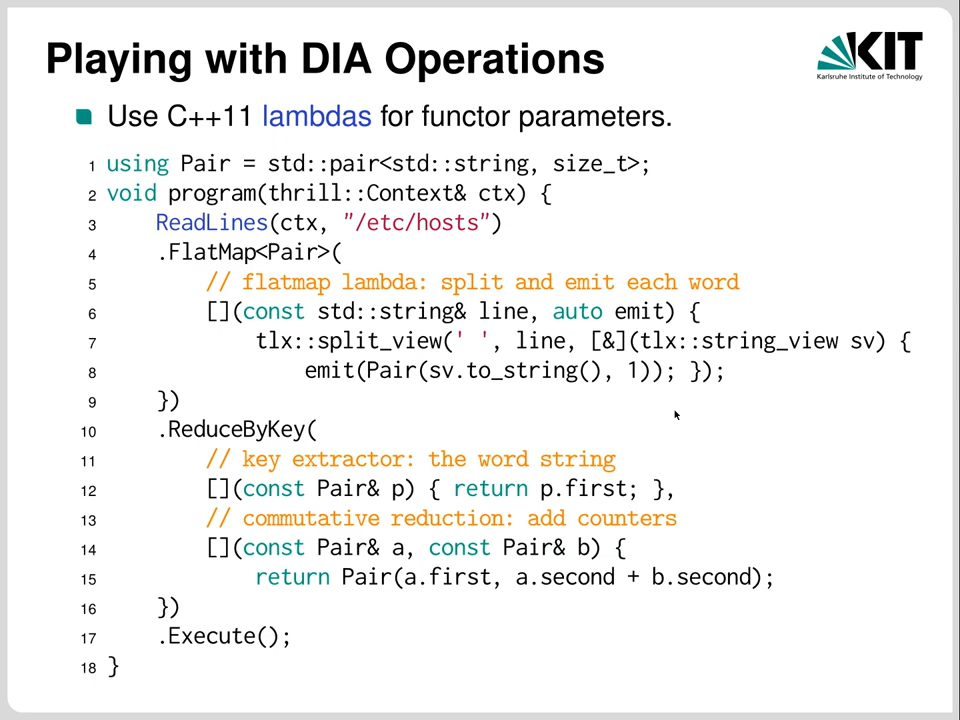 Playing with DIA Operations
KIT
Karlsruhe Institute of Technology
Use C++11 lambdas for functor parameters.
1 using Pair = std::pair<std::string, size_t>;
2 void program(thrill::Context& ctx) {
3     ReadLines(ctx, "/etc/hosts")
4     .FlatMap<Pair>(
5         // flatmap lambda: split and emit each word
6         [](const std::string& line, auto emit) {
7             tlx::split_view(' ', line, [&](tlx::string_view sv) {
8                 emit(Pair(sv.to_string(), 1)); });
9     })
10     .ReduceByKey(
11         // key extractor: the word string
12         [](const Pair& p) { return p.first; },
13         // commutative reduction: add counters
14         [](const Pair& a, const Pair& b) {
15             return Pair(a.first, a.second + b.second);
16     })
17     .Execute();
18 }